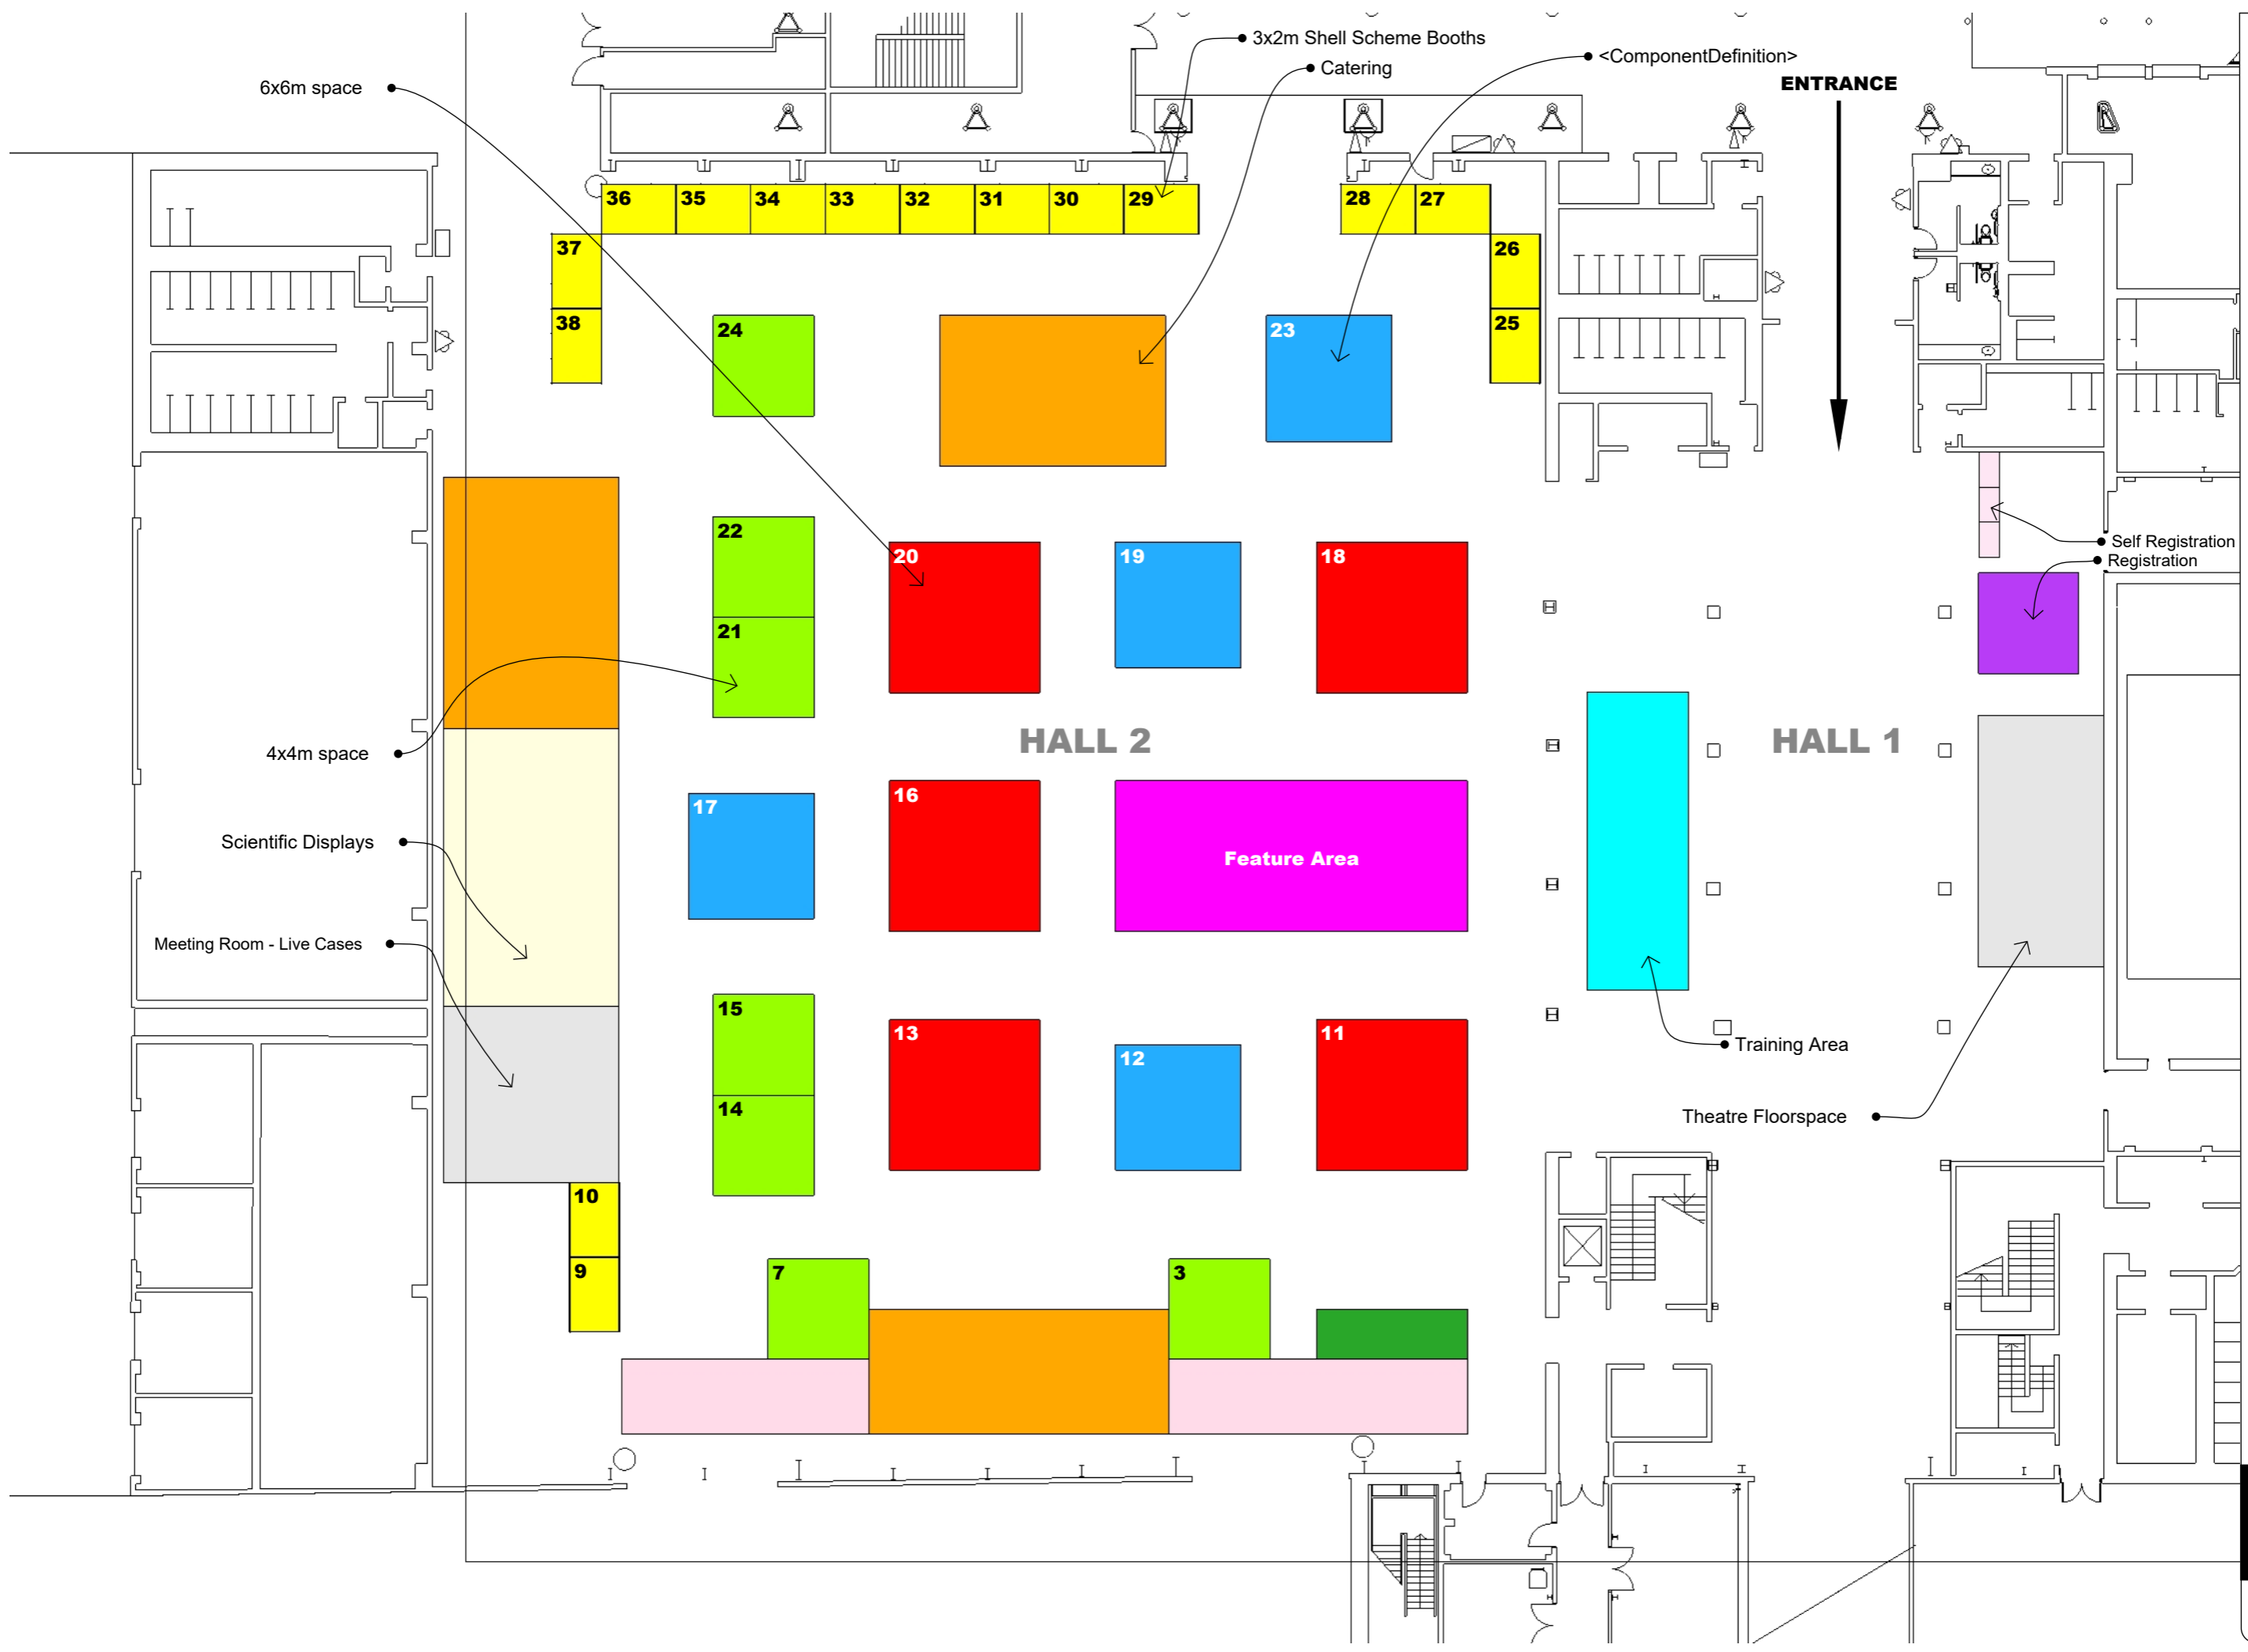 3x2m Shell Scheme Booths
<ComponentDefinition>
Catering
ENTRANCE
6x6m space
36 35 34 33 32 31 30 29 28 27
37 26
38 24 23 25
22 20 19 18
Self Registration
Registration
21
HALL 2 HALL 1
4x4m space
17 16
Scientific Displays
Feature Area
Meeting Room - Live Cases
15 13 11
12
Training Area
14
Theatre Floorspace
10
9 7 3